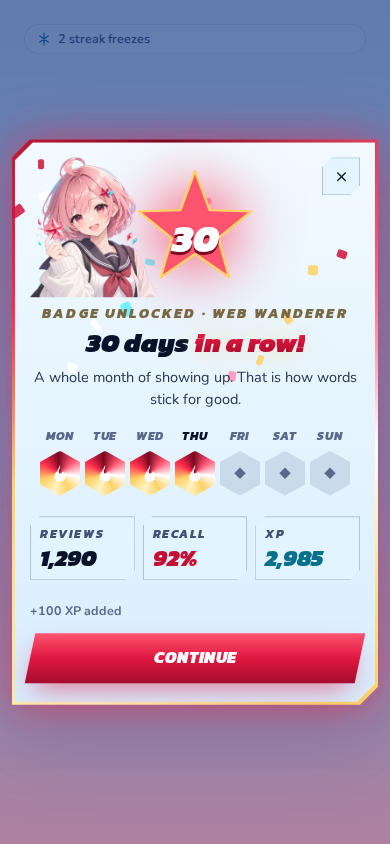 2 streak freezes
30
BADGE UNLOCKED · WEB WANDERER
30 days in a row!
A whole month of showing up. That is how words
stick for good.
MON TUE WED THU FRI SAT SUN
REVIEWS RECALL XP
1,290 92% 2,985
+100 XP added
CONTINUE